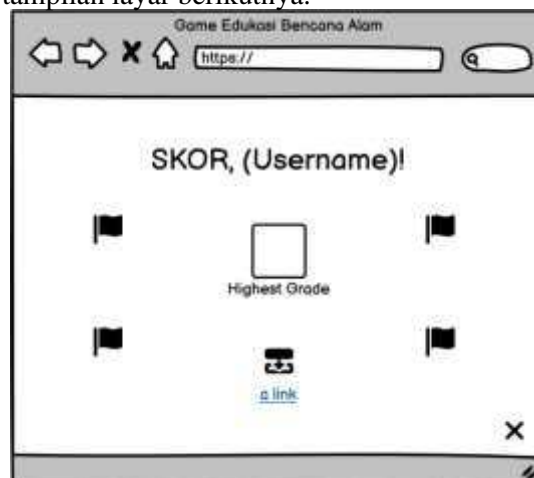 tampilan layar berikutnya.
Game Edukasi Bencana Alam
https://
SKOR, (Username)!
Highest Grade
a link